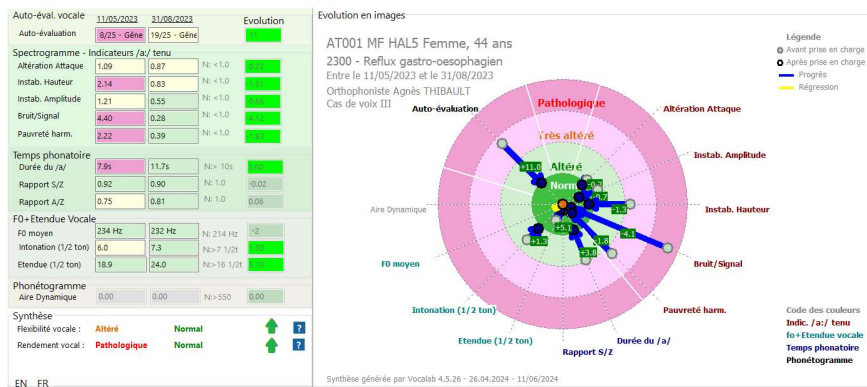 Auto-éval. vocale 11/05/2023 31/08/2023 Evolution
Auto-évaluation 8/25 - Gêne 19/25 - Gêne 11
Spectrogramme - Indicateurs /a:/ tenu
Altération Attaque 1.09 0.87 N: <1.0 -0.22
Instab. Hauteur 2.14 0.83 N: <1.0 -1.31
Instab. Amplitude 1.21 0.55 N: <1.0 -0.66
Bruit/Signal 4.40 0.28 N: <1.0 -4.12
Pauvreté harm. 2.22 0.39 N: <1.0 -1.83
Temps phonatoire
Durée du /a/ 7.9s 11.7s N:> 10s 3.80
Rapport S/Z 0.92 0.90 N: 1.0 -0.02
Rapport A/Z 0.75 0.81 N: 1.0 0.06
F0+Etendue Vocale
F0 moyen 234 Hz 232 Hz N: 214 Hz -2
Intonation (1/2 ton) 6.0 7.3 N:>7 1/2t
Etendue (1/2 ton) 18.9 24.0 N:>16 1/2t
Phonétogramme
Aire Dynamique 0.00 0.00 N:>550 0.00
Synthèse
Flexibilité vocale : Altéré Normal ?
Rendement vocal : Pathologique Normal ?
EN FR
Evolution en images
AT001 MF HAL5 Femme, 44 ans
2300 - Reflux gastro-oesophagien
Entre le 11/05/2023 et le 31/08/2023
Orthophoniste Agnès THIBAULT
Cas de voix III
Légende
Avant prise en charge
Après prise en charge
Progrès
Régression
Auto-évaluation
Pathologique
Altération Attaque
Très altéré
Instab. Amplitude
+11.0
Altéré
Norm
-0.2
-0.7
Aire Dynamique
-1.3
Instab. Hauteur
+5.1
-4.1
+1.3
-1.8
+3.8
F0 moyen
Bruit/Signal
Intonation (1/2 ton)
Pauvreté harm.
Etendue (1/2 ton)
Durée du /a/
Rapport S/Z
Code des couleurs
Indic. /a:/ tenu
fo+Etendue vocale
Temps phonatoire
Phonétogramme
Synthèse générée par Vocalab 4.5.26 - 26.04.2024 - 11/06/2024